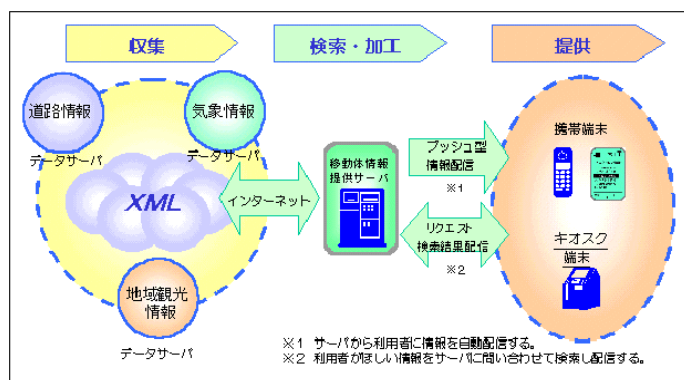 収集
検索・加工
提供
道路情報
データサーバ
気象情報
データサーバ
XML
地域観光
情報
データサーバ
インターネット
移動体情報
提供サーバ
プッシュ型
情報配信
※1
リクエスト
検索結果配信
※2
携帯端末
キオスク
端末
※1 サーバから利用者に情報を自動配信する。
※2 利用者がほしい情報をサーバに問い合わせて検索し配信する。